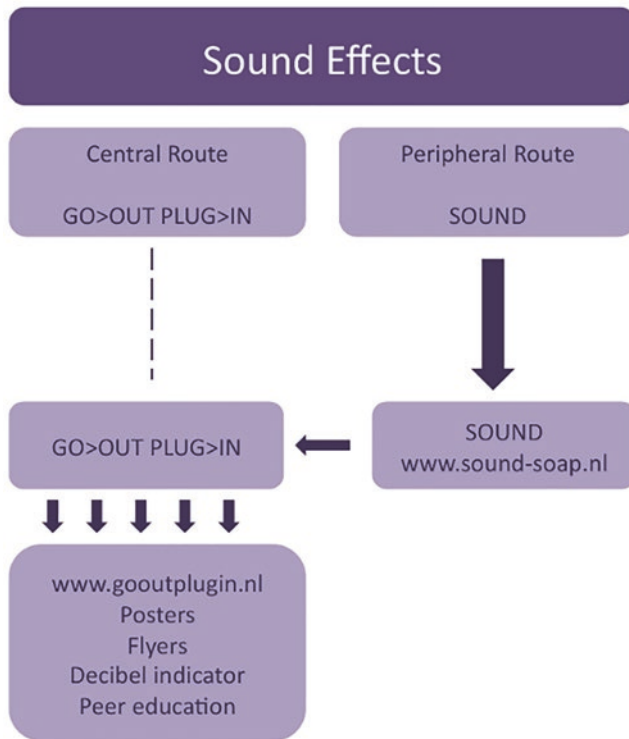 Sound Effects
Central Route
GO>OUT PLUG>IN
Peripheral Route
SOUND
GO>OUT PLUG>IN
SOUND
www.sound-soap.nl
www.gooutplugin.nl
Posters
Flyers
Decibel indicator
Peer education